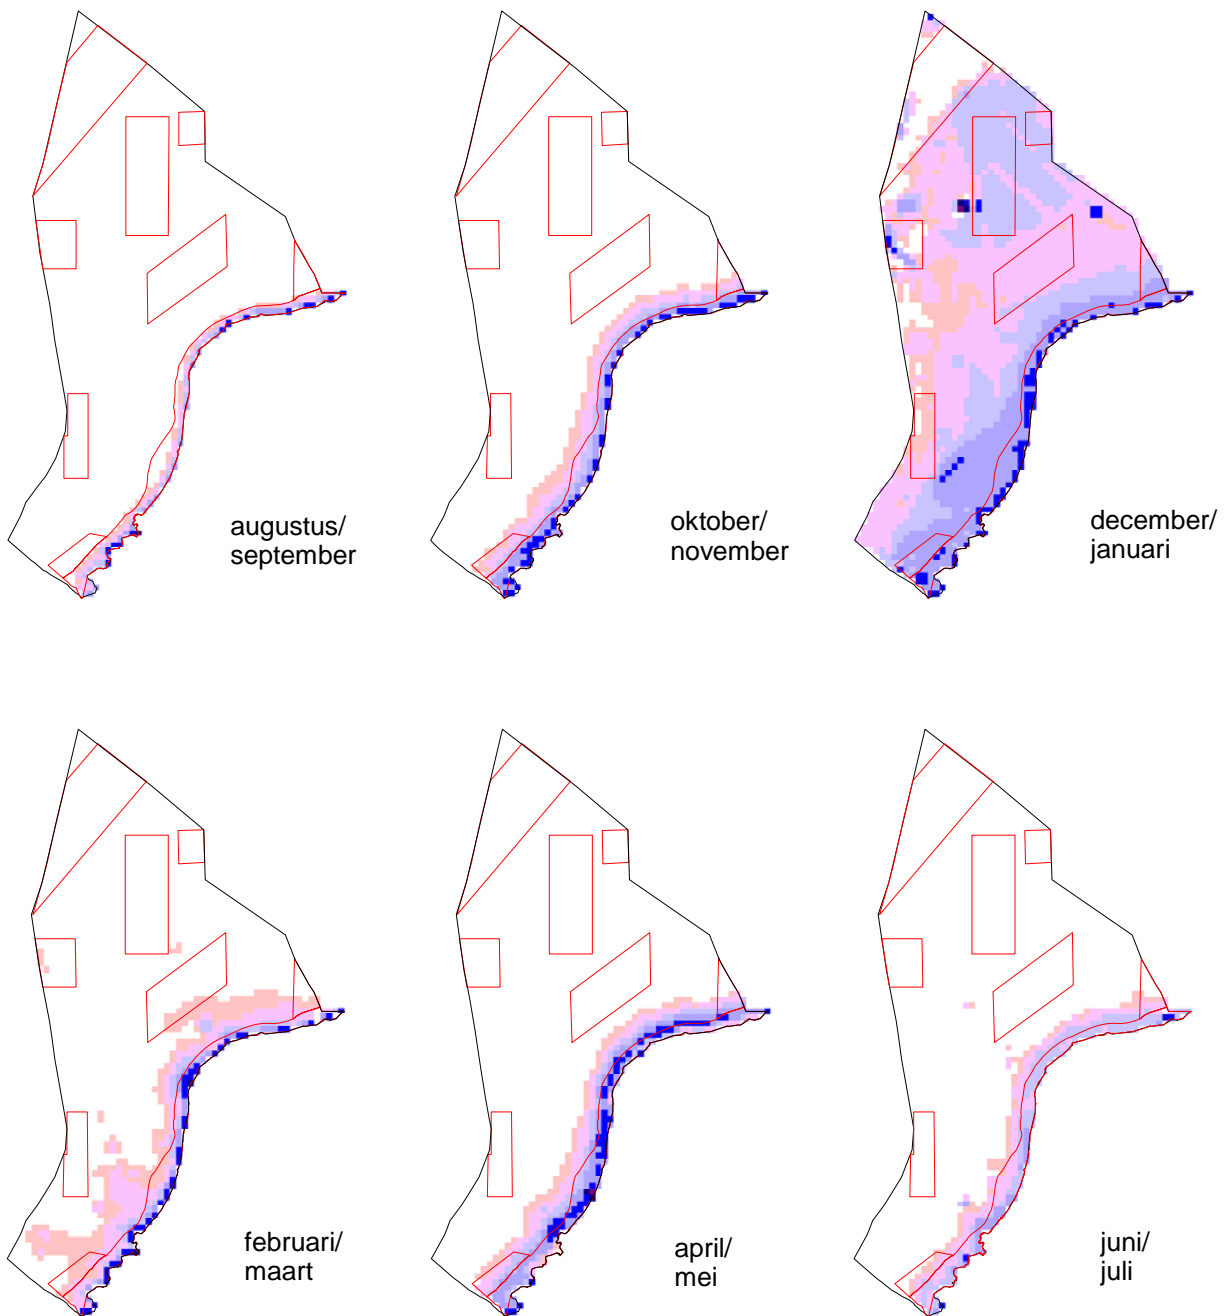 augustus/
september
oktober/
november
december/
januari
februari/
maart
april/
mei
juni/
juli